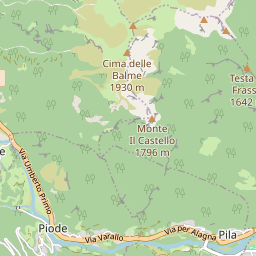 Cima delle
Balme
1930 m
Testa
Frass
1642
Monte
Il Castello
1796 m
Via Umberto Primo
e
Piode
Via Varallo
Via per Alagna
Pila